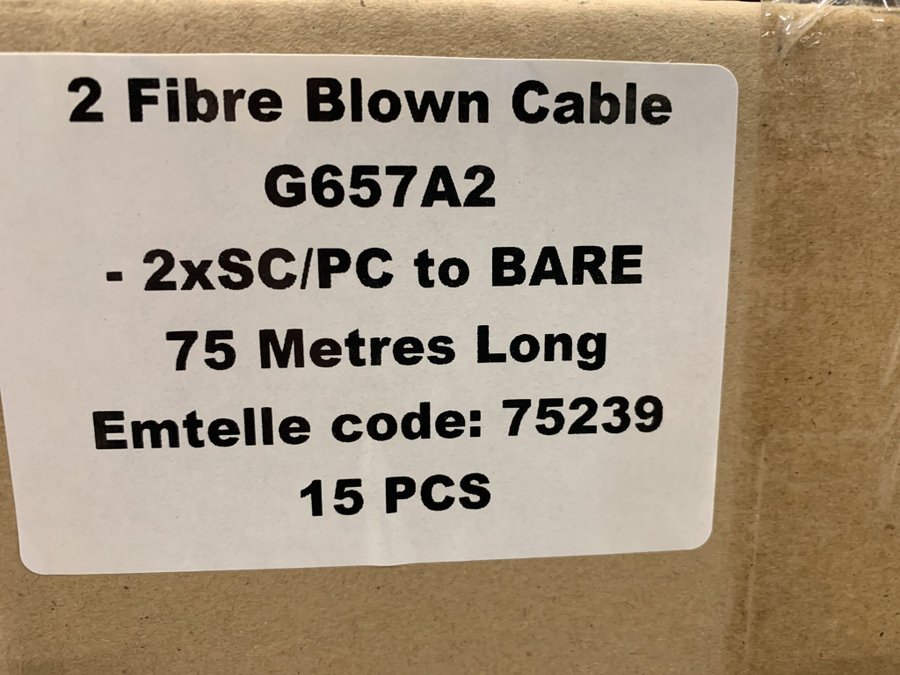 2 Fibre Blown Cable
G657A2
- 2xSC/PC to BARE
75 Metres Long
Emtelle code: 75239
15 PCS